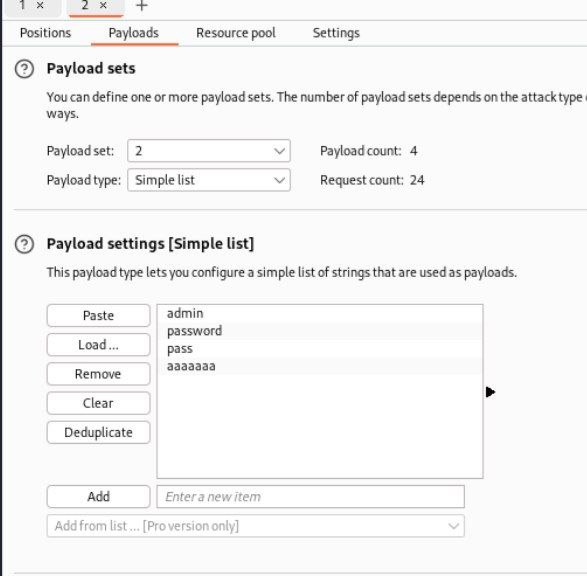 1 × 2 × +
Positions Payloads Resource pool Settings
? Payload sets
You can define one or more payload sets. The number of payload sets depends on the attack type
ways.
Payload set: 2 Payload count: 4
Payload type: Simple list Request count: 24
? Payload settings [Simple list]
This payload type lets you configure a simple list of strings that are used as payloads.
Paste
Load ...
Remove
Clear
Deduplicate
admin
password
pass
aaaaaaa
Add Enter a new item
Add from list ... [Pro version only]